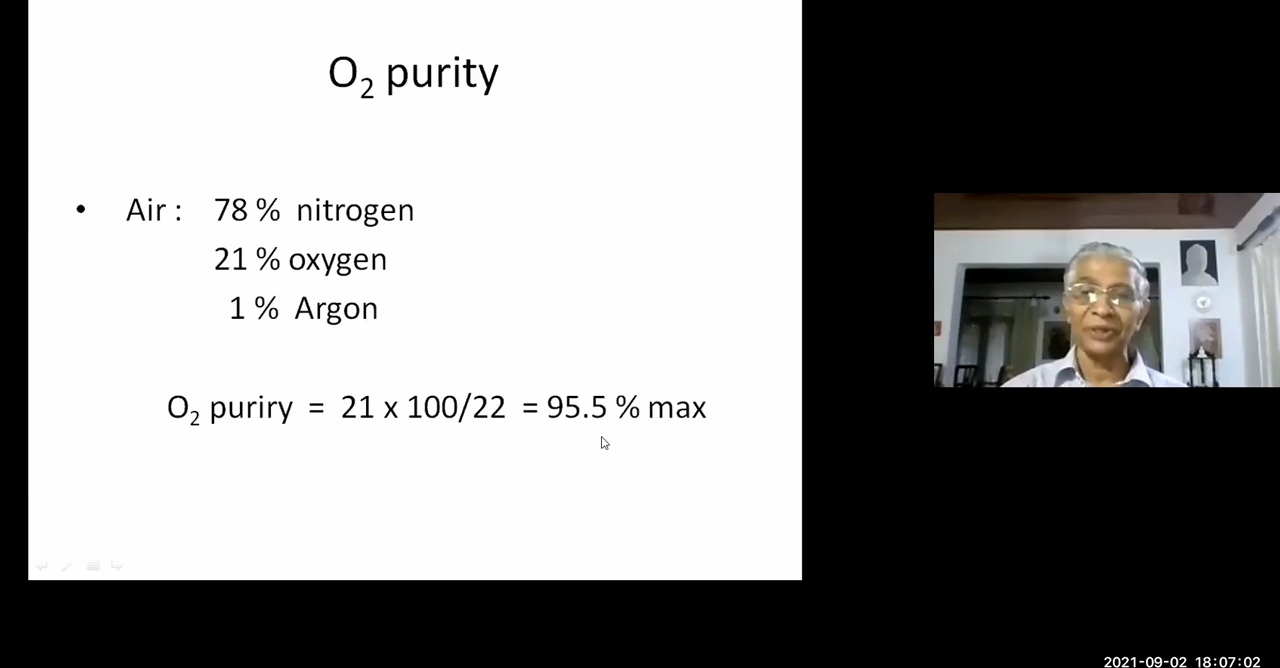 O₂ purity
• Air : 78 % nitrogen
21 % oxygen
1 % Argon
O₂ puriry = 21 x 100/22 = 95.5 % max
2021-09-02 18:07:02